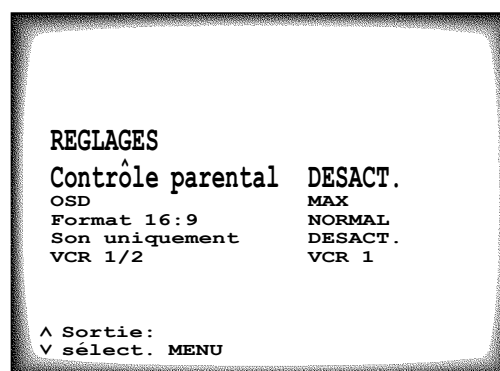 REGLAGES
Contrôle parental DESACT.
OSD MAX
Format 16:9 NORMAL
Son uniquement DESACT.
VCR 1/2 VCR 1
∧ Sortie:
∨ sélect. MENU